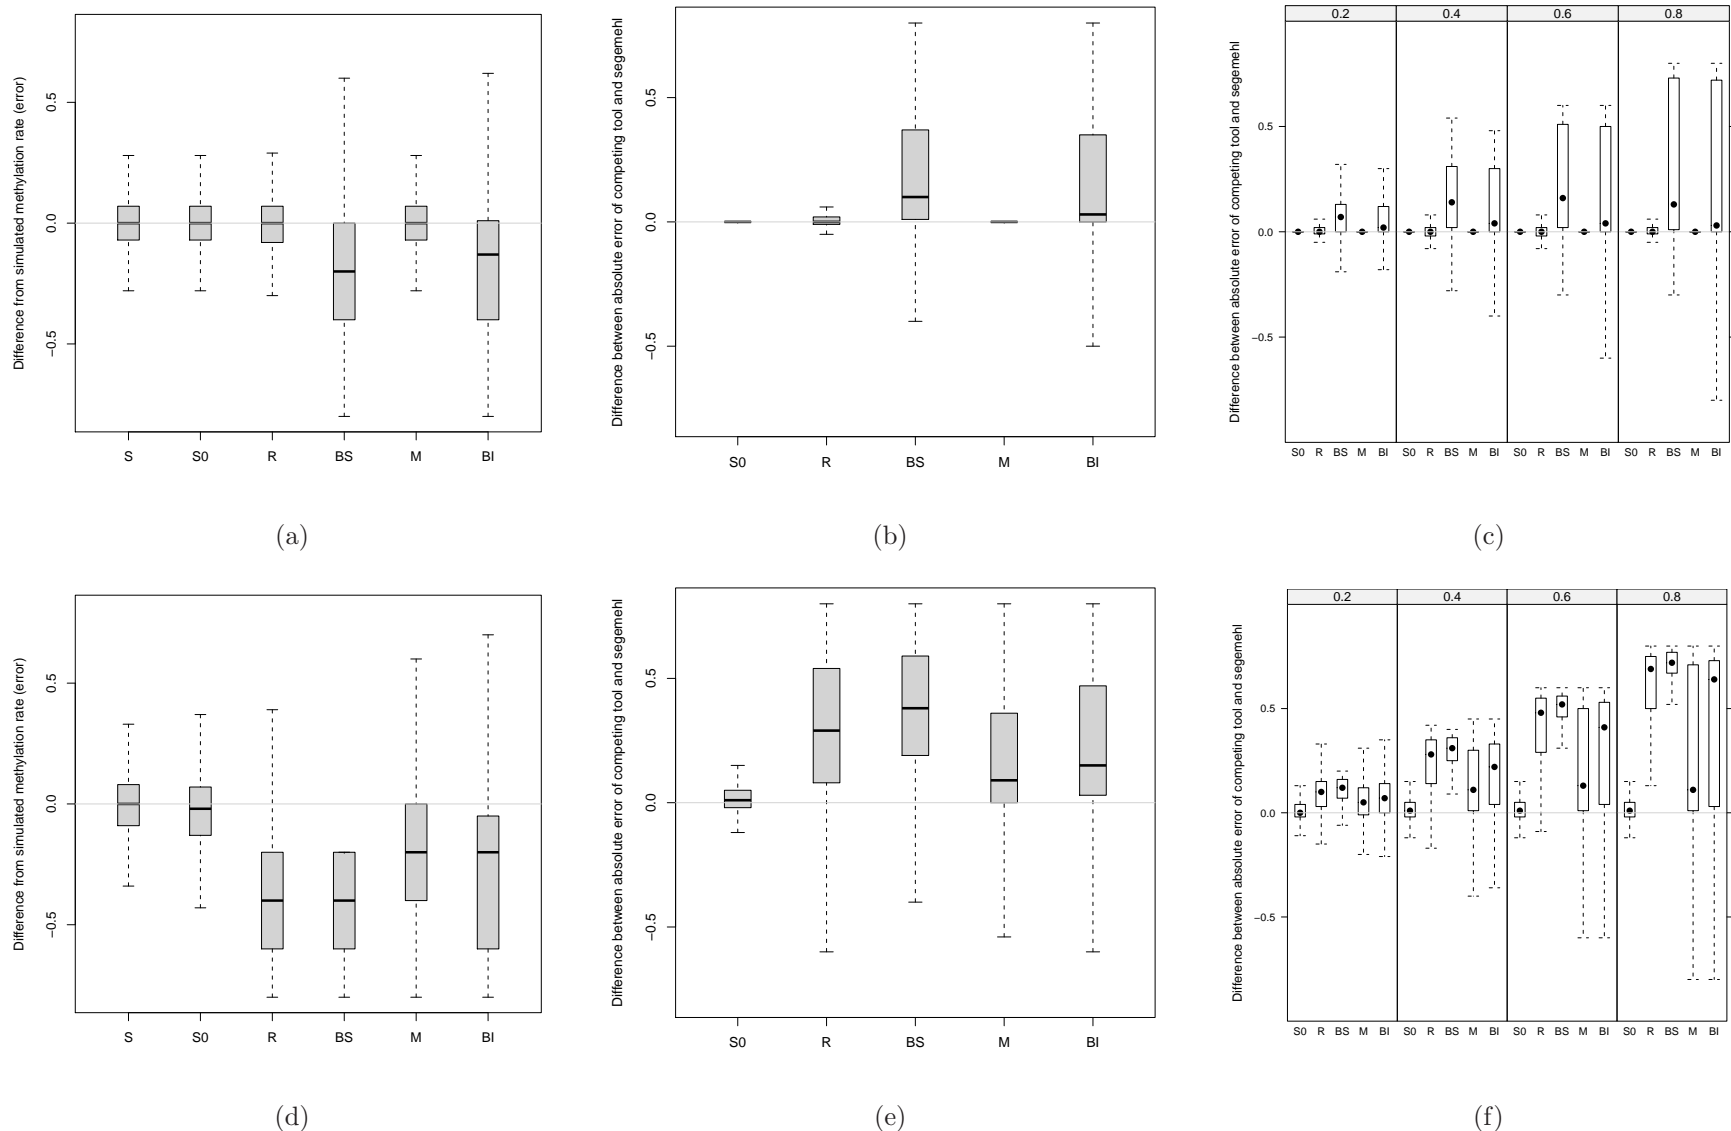 Difference from simulated methylation rate (error)
0.5
0.0
−0.5
S S0 R BS M BI
(a)
Difference between absolute error of competing tool and segemehl
0.5
0.0
−0.5
S0 R BS M BI
(b)
Difference between absolute error of competing tool and segemehl
0.2 0.4 0.6 0.8
0.5
0.0
−0.5
S0 R BS M BI S0 R BS M BI S0 R BS M BI S0 R BS M BI
(c)
Difference from simulated methylation rate (error)
0.5
0.0
−0.5
S S0 R BS M BI
(d)
Difference between absolute error of competing tool and segemehl
0.5
0.0
−0.5
S0 R BS M BI
(e)
Difference between absolute error of competing tool and segemehl
0.2 0.4 0.6 0.8
0.5
0.0
−0.5
S0 R BS M BI S0 R BS M BI S0 R BS M BI S0 R BS M BI
(f)